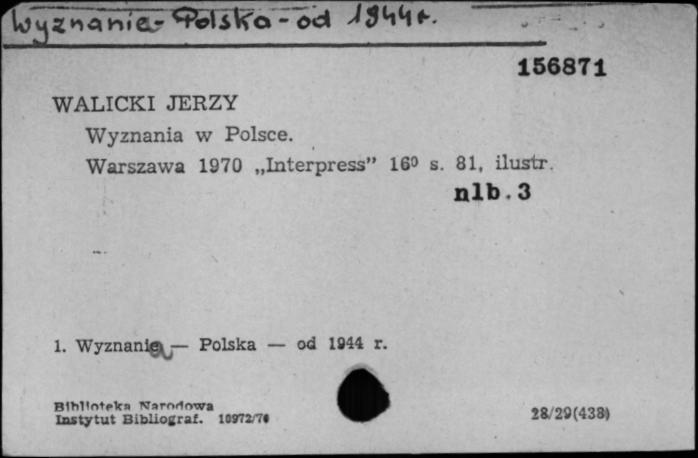 Wyznania - Polska - od 1944 r.
156871
WALICKI JERZY
Wyznania w Polsce.
Warszawa 1970 „Interpress” 16⁰ s. 81, ilustr.
nlb. 3
1. Wyznania — Polska — od 1944 r.
Biblioteka Narodowa
Instytut Bibliograf. 10972/70
28/29(438)